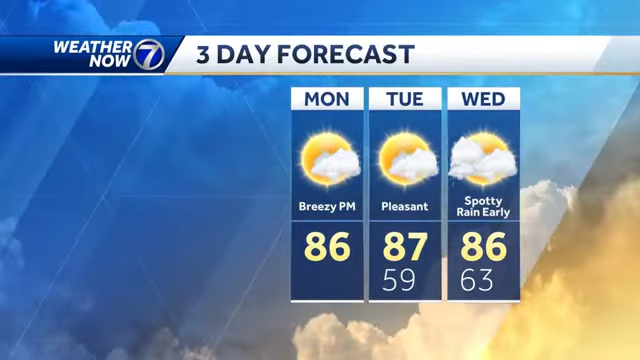 WEATHER
NOW 7
3 DAY FORECAST
MON
TUE
WED
Breezy PM
Pleasant
Spotty
Rain Early
86
87
86
59
63